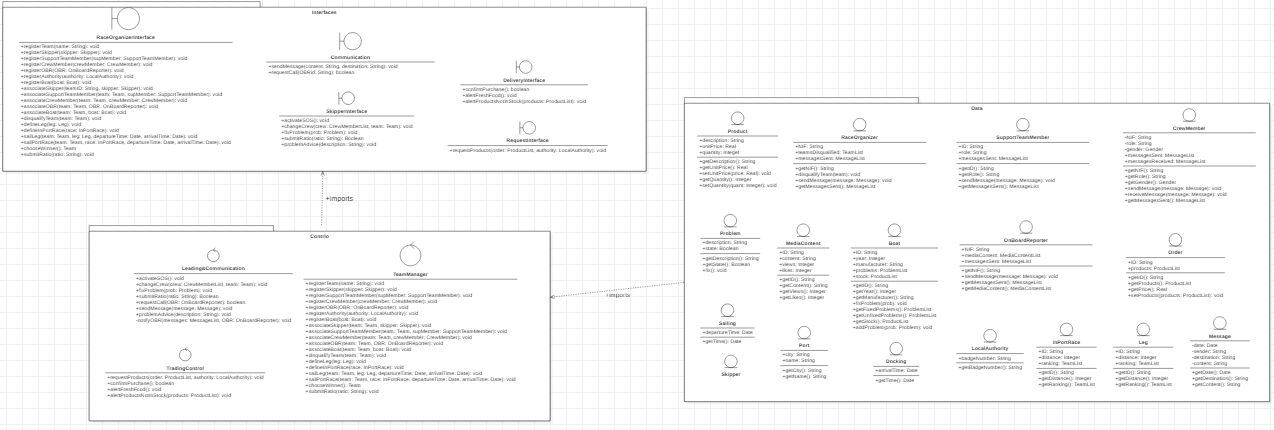 Interfaces
RaceOrganizerInterface
+registerTeam(name: String): void
+registerSkipper(skipper: Skipper): void
+registerSupportTeamMember(supMember: SupportTeamMember): void
+registerCrewMember(crewMember: CrewMember): void
+registerOBR(OBR: OnBoardReporter): void
+registerAuthority(authority: LocalAuthority): void
+registerBoat(boat: Boat): void
+associateSkipper(teamID: String, skipper: Skipper): void
+associateSupportTeamMember(team: Team, supMember: SupportTeamMember): void
+associateCrewMember(team: Team, crewMember: CrewMember): void
+associateOBR(team: Team, OBR: OnBoardReporter): void
+associateBoat(team: Team, boat: Boat): void
+disqualifyTeam(team: Team): void
+defineLeg(leg: Leg): void
+defineInPortRace(race: InPortRace): void
+sailLeg(team: Team, leg: Leg, departureTime: Date, arrivalTime: Date): void
+sailPortRace(team: Team, race: InPortRace, departureTime: Date, arrivalTime: Date): void
+chooseWinner(): Team
+submitRatio(ratio: String): void
Communication
+sendMessage(content: String, destination: String): void
+requestCall(OBRid: String): boolean
SkipperInterface
+activateSOS(): void
+changeCrew(crew: CrewMemberList, team: Team): void
+fixProblem(prob: Problem): void
+submitRatio(ratio: String): Boolean
+problemAdvice(description: String): void
DeliveryInterface
+confirmPurchase(): boolean
+alertFreshFood(): void
+alertProductsNotInStock(products: ProductList): void
RequestInterface
+requestProducts(order: ProductList, authority: LocalAuthority): void
+imports
Contrlo
Leading&Communication
+activateSOS(): void
+changeCrew(crew: CrewMemberList, team: Team): void
+fixProblem(prob: Problem): void
+submitRatio(ratio: String): Boolean
+requestCall(OBR: OnBoardReporter): boolean
+sendMessage(message: Message): void
+problemAdvice(description: String): void
-notifyOBR(messages: MessageList, OBR: OnBoardReporter): void
TradingControl
+requestProducts(order: ProductList, authority: LocalAuthority): void
+confirmPurchase(): boolean
+alertFreshFood(): void
+alertProductsNotInStock(products: ProductList): void
TeamManager
+registerTeam(name: String): void
+registerSkipper(skipper: String): void
+registerSupportTeamMember(supMember: SupportTeamMember): void
+registerCrewMember(crewMember: CrewMember): void
+registerOBR(OBR: OnBoardReporter): void
+registerAuthority(authority: LocalAuthority): void
+registerBoat(boat: Boat): void
+associateSkipper(team: Team, skipper: Skipper): void
+associateSupportTeamMember(team: Team, supMember: SupportTeamMember): void
+associateCrewMember(team: Team, crewMember: CrewMember): void
+associateOBR(team: Team, OBR: OnBoardReporter): void
+associateBoat(team: Team, boat: Boat): void
+disqualifyTeam(team: Team): void
+defineLeg(leg: Leg): void
+defineInPortRace(race: InPortRace): void
+sailLeg(team: Team, leg: Leg, departureTime: Date, arrivalTime: Date): void
+sailPortRace(team: Team, race: InPortRace, departureTime: Date, arrivalTime: Date): void
+chooseWinner(): Team
+submitRatio(ratio: String): void
+imports
Data
Product
+description: String
+unitPrice: Real
+quantity: Integer
+getDescription(): String
+getUnitPrice(): Real
+setUnitPrice(price: Real): void
+getQuantity(): Integer
+setQuantity(quant: Integer): void
RaceOrganizer
+NIF: String
+teamsDisqualified: TeamList
+messagesSent: MessageList
+getNIF(): String
+disqualifyTeam(team): void
+sendMessage(message: Message): void
+getMessagesSent(): MessageList
SupportTeamMember
+ID: String
+role: String
+messagesSent: MessageList
+getID(): String
+getRole(): String
+sendMessage(message: Message): void
+getMessagesSent(): MessageList
CrewMember
-NIF: String
-role: String
-gender: Gender
+messagesSent: MessageList
+messagesReceived: MessageList
+getNIF(): String
+getRole(): String
+getGender(): Gender
+sendMessage(message: Message): void
+receiveMessage(message: Message): void
+getMessagesSent(): MessageList
Problem
+description: String
+state: Boolean
+getDescription(): String
+getState(): Boolean
+fix(): void
MediaContent
+ID: String
+content: String
+views: Integer
+likes: Integer
+getID(): String
+getContent(): String
+getViews(): Integer
+getLikes(): Integer
Boat
+ID: String
+year: Integer
+manufacturer: String
+problems: ProblemList
+stock: ProductList
+getID(): String
+getYear(): Integer
+getManufacturer(): String
+fixProblem(prob): void
+getFixedProblems(): ProblemList
+getUnfixedProblems(): ProblemList
+getStock(): ProductList
+addProblem(prob: Problem): void
OnBoardReporter
+NIF: String
+mediaContent: MediaContentList
+messagesSent: MessageList
+getNIF(): String
+sendMessage(message: Message): void
+getMessagesSent(): MessageList
+getMediaContent(): MediaContentList
Order
+ID: String
+products: ProductList
+getID(): String
+getProducts(): ProductList
+getPrice(): Real
+setProducts(products: ProductList): void
Sailing
+departureTime: Date
+getTime(): Date
Skipper
Port
+city: String
+name: String
+getCity(): String
+getName(): String
Docking
+arrivalTime: Date
+getTime(): Date
LocalAuthority
+badgeNumber: String
+getBadgeNumber(): String
InPortRace
+ID: String
+distance: Integer
+ranking: TeamList
+getID(): String
+getDistance(): Integer
+getRanking(): TeamList
Leg
+ID: String
+distance: Integer
+ranking: TeamList
+getID(): String
+getDistance(): Integer
+getRanking(): TeamList
Message
-date: Date
-sender: String
-destination: String
-content: String
+getDate(): Date
+getDestination(): String
+getContent(): String